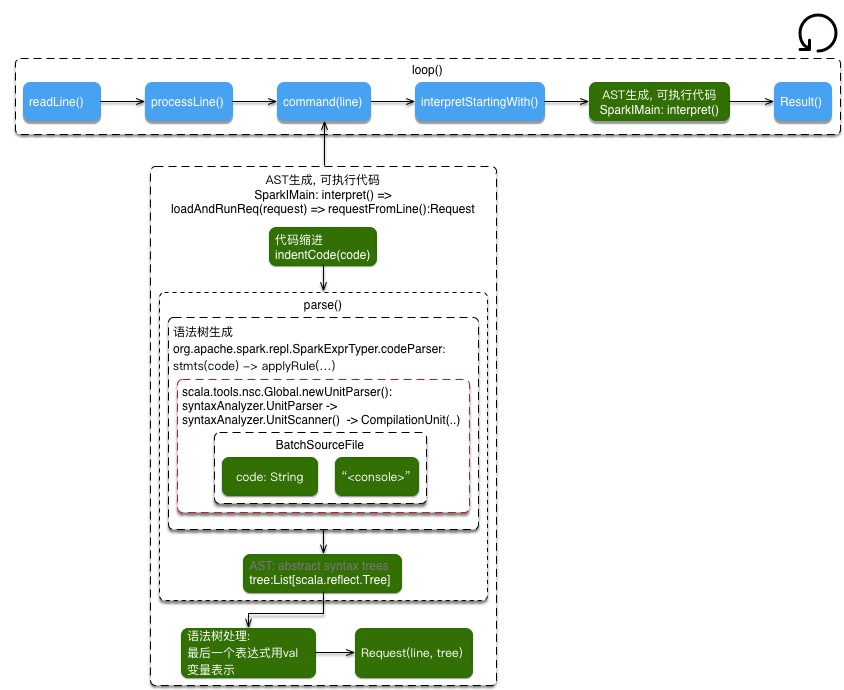 loop()
readLine()
processLine()
command(line)
interpretStartingWith()
AST生成, 可执行代码
SparkIMain: interpret()
Result()
AST生成, 可执行代码
SparkIMain: interpret() =>
loadAndRunReq(request) => requestFromLine():Request
代码缩进
indentCode(code)
parse()
语法树生成
org.apache.spark.repl.SparkExprTyper.codeParser:
stmts(code) -> applyRule(...)
scala.tools.nsc.Global.newUnitParser():
syntaxAnalyzer.UnitParser ->
syntaxAnalyzer.UnitScanner() -> CompilationUnit(..)
BatchSourceFile
code: String
“<console>”
AST: abstract syntax trees
tree:List[scala.reflect.Tree]
语法树处理:
最后一个表达式用val
变量表示
Request(line, tree)